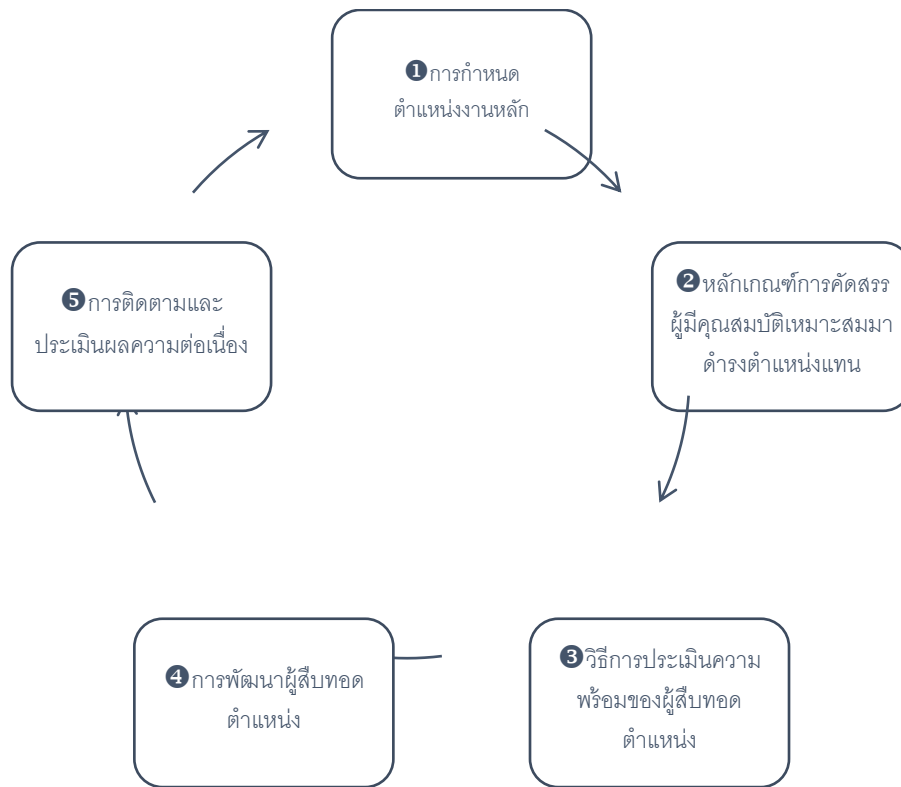 ❶การกำหนด
ตำแหน่งงานหลัก
❷หลักเกณฑ์การคัดสรร
ผู้มีคุณสมบัติเหมาะสมมา
ดำรงตำแหน่งแทน
❸วิธีการประเมินความ
พร้อมของผู้สืบทอด
ตำแหน่ง
❹การพัฒนาผู้สืบทอด
ตำแหน่ง
❺การติดตามและ
ประเมินผลความต่อเนื่อง